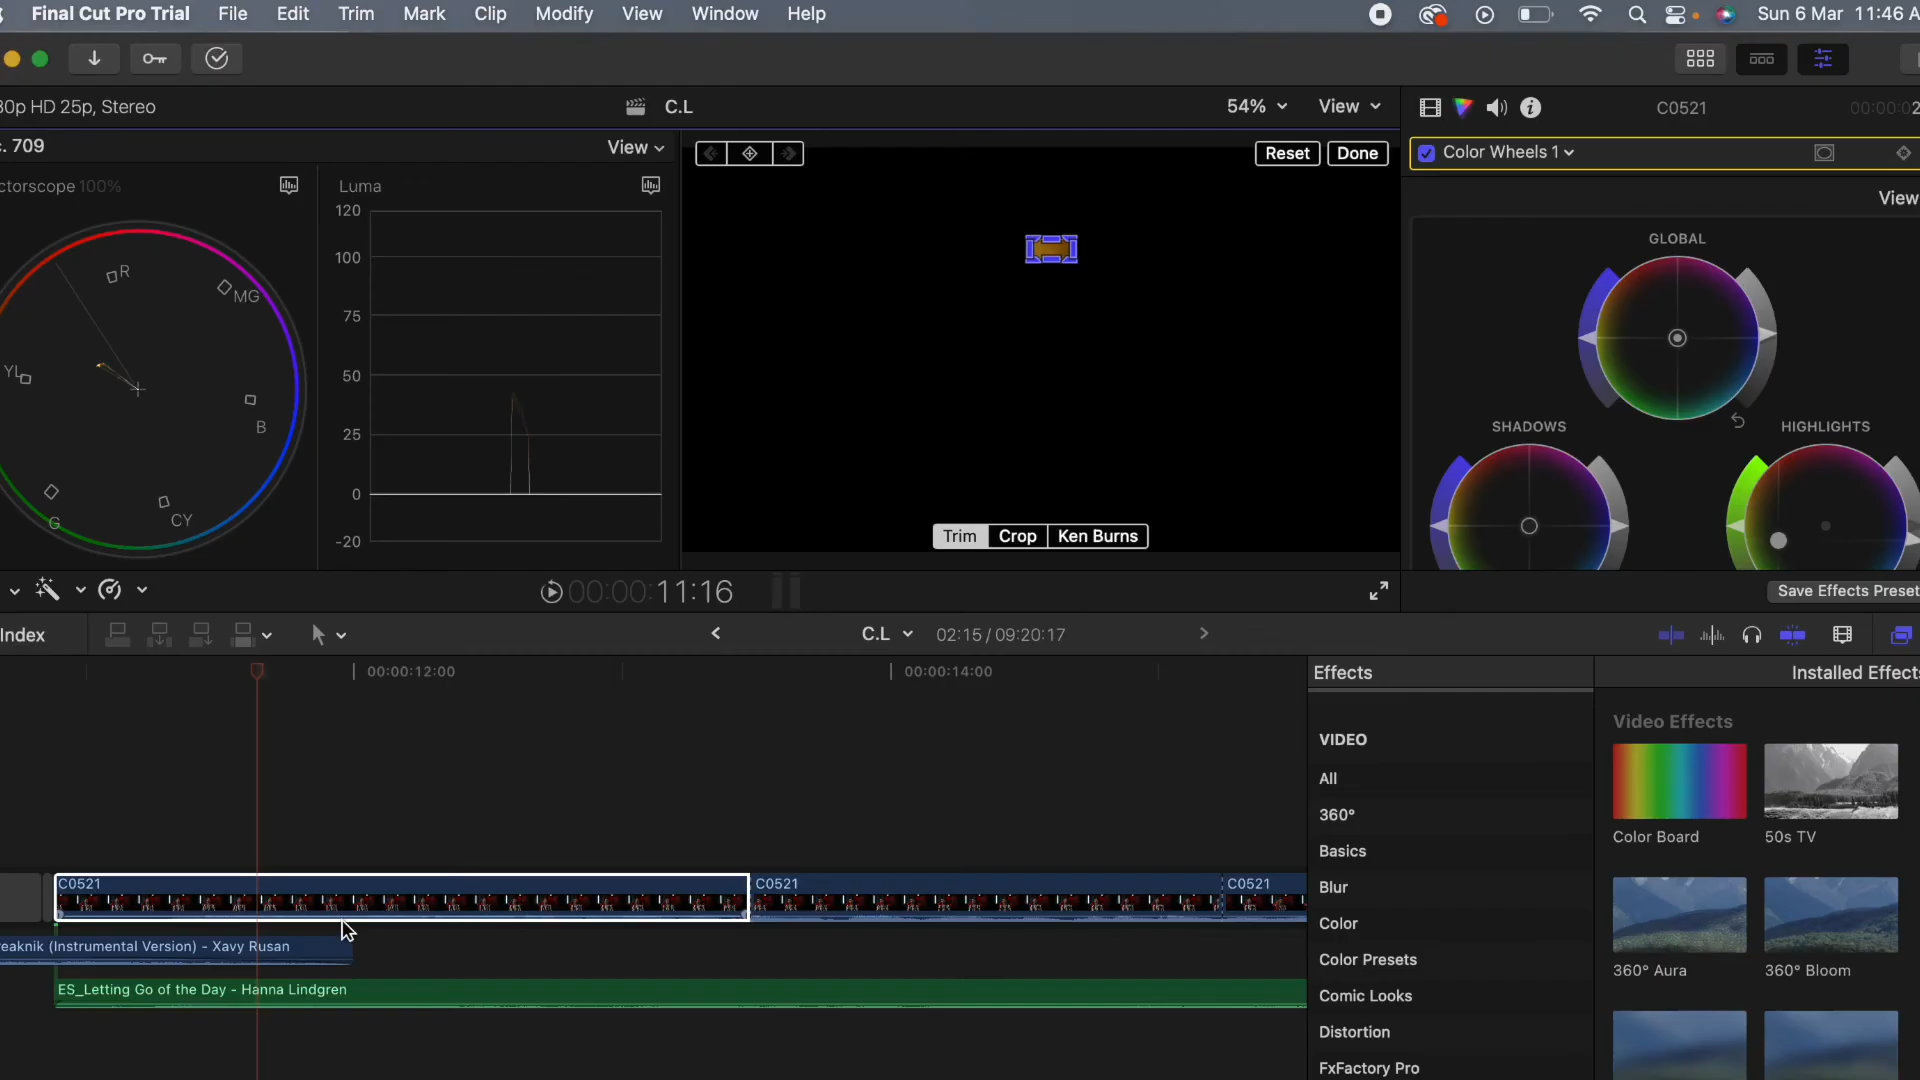 Final Cut Pro Trial File Edit Trim Mark Clip Modify View Window Help Sun 6 Mar 11:46 A
30p HD 25p, Stereo C.L 54% View C0521 00:00:02
c. 709 View Reset Done Color Wheels 1
View
ctorscope 100% Luma
120
100
75
50
25
0
-20
R
MG
YL
B
G
CY
GLOBAL
SHADOWS HIGHLIGHTS
Trim Crop Ken Burns
00:00:11:16 Save Effects Preset
Index C.L 02:15 / 09:20:17
00:00:12:00 00:00:14:00
Effects Installed Effects
VIDEO
All
360°
Basics
Blur
Color
Color Presets
Comic Looks
Distortion
FxFactory Pro
Video Effects
Color Board 50s TV
360° Aura 360° Bloom
C0521 C0521 C0521
reaknik (Instrumental Version) - Xavy Rusan
ES_Letting Go of the Day - Hanna Lindgren